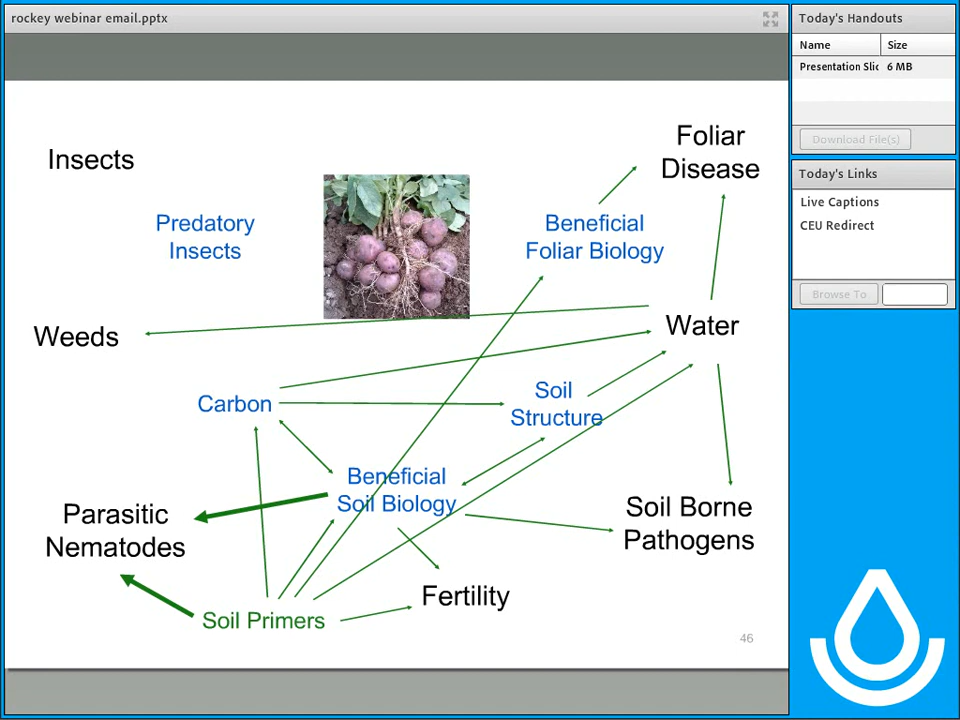 rockey webinar email.pptx
Insects
Predatory
Insects
Beneficial
Foliar Biology
Foliar
Disease
Weeds
Water
Carbon
Soil
Structure
Beneficial
Soil Biology
Parasitic
Nematodes
Soil Borne
Pathogens
Fertility
Soil Primers
46
Today's Handouts
Name Size
Presentation Slic 6 MB
Download File(s)
Today's Links
Live Captions
CEU Redirect
Browse To